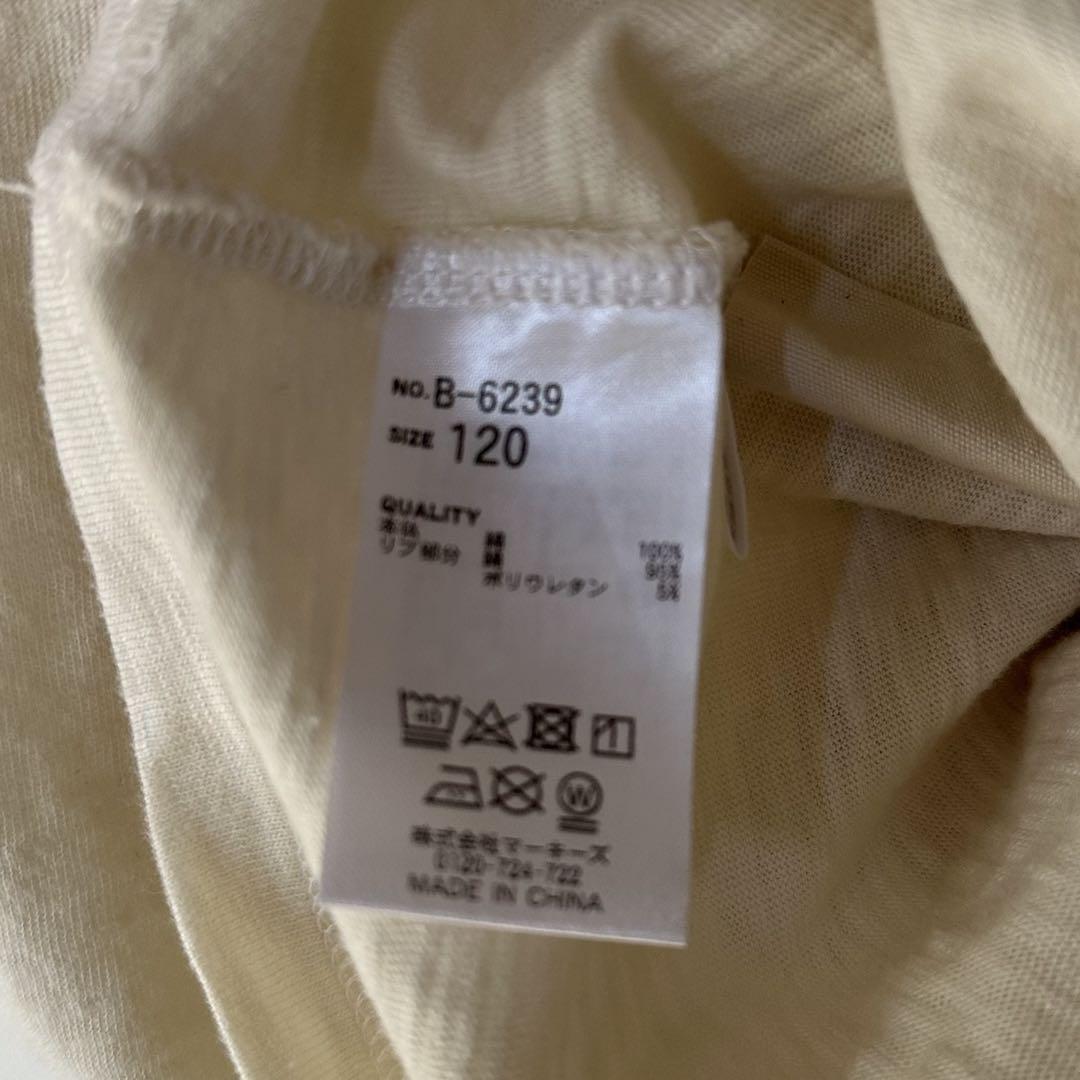 NO. B-6239
SIZE 120
QUALITY
本体 綿 100%
リブ部分 綿 95%
ポリウレタン 5%
40
W
株式会社マーキーズ
0120-724-722
MADE IN CHINA